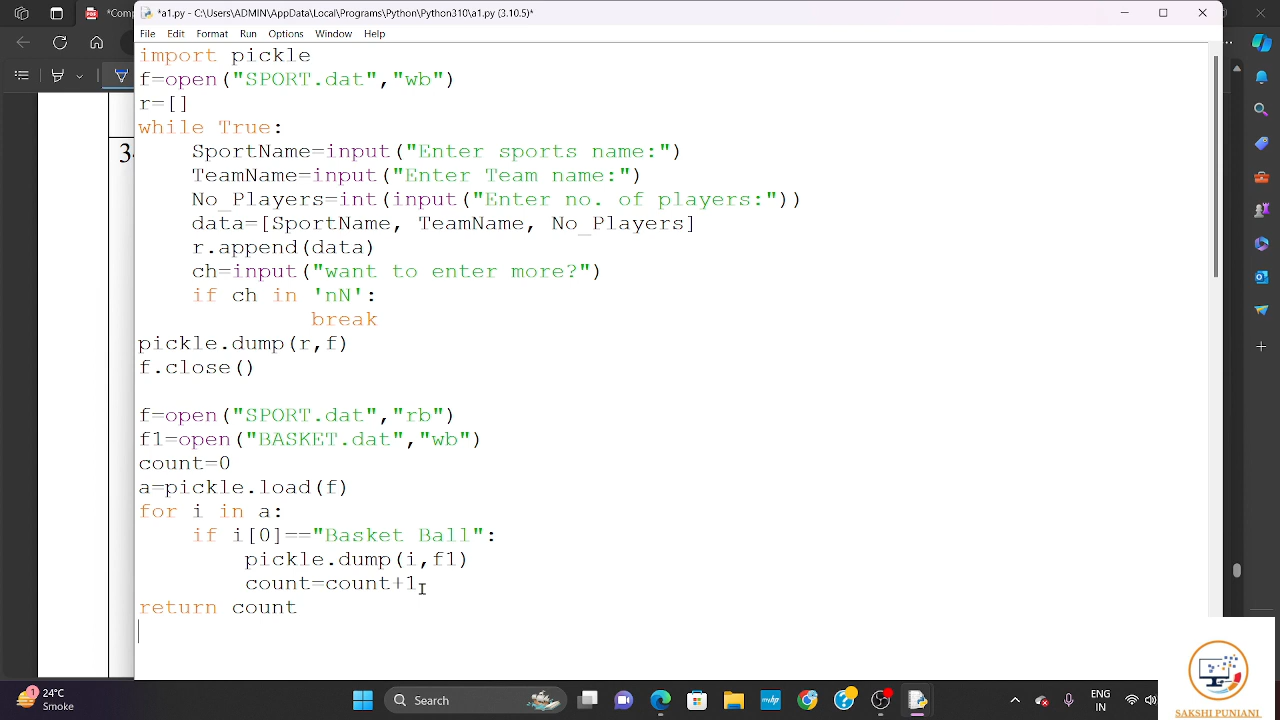 *Comp
*a1.py - C:\Users\ADMIN\AppData\Local\Programs\Python\Python310\a1.py (3.10.5)*
File Edit Format Run Options Window Help
import pickle
f=open("SPORT.dat","wb")
r=[]
while True:
    SportName=input("Enter sports name:")
    TeamName=input("Enter Team name:")
    No_Players=int(input("Enter no. of players:"))
    data=[SportName, TeamName, No_Players]
    r.append(data)
    ch=input("want to enter more?")
    if ch in 'nN':
             break
pickle.dump(r,f)
f.close()
f=open("SPORT.dat","rb")
f1=open("BASKET.dat","wb")
count=0
a=pickle.load(f)
for i in a:
    if i[0]=="Basket Ball":
        pickle.dump(i,f1)
        count=count+1
return count
24°C
Smoke
Search
ENG
IN
SAKSHI PUNIANI